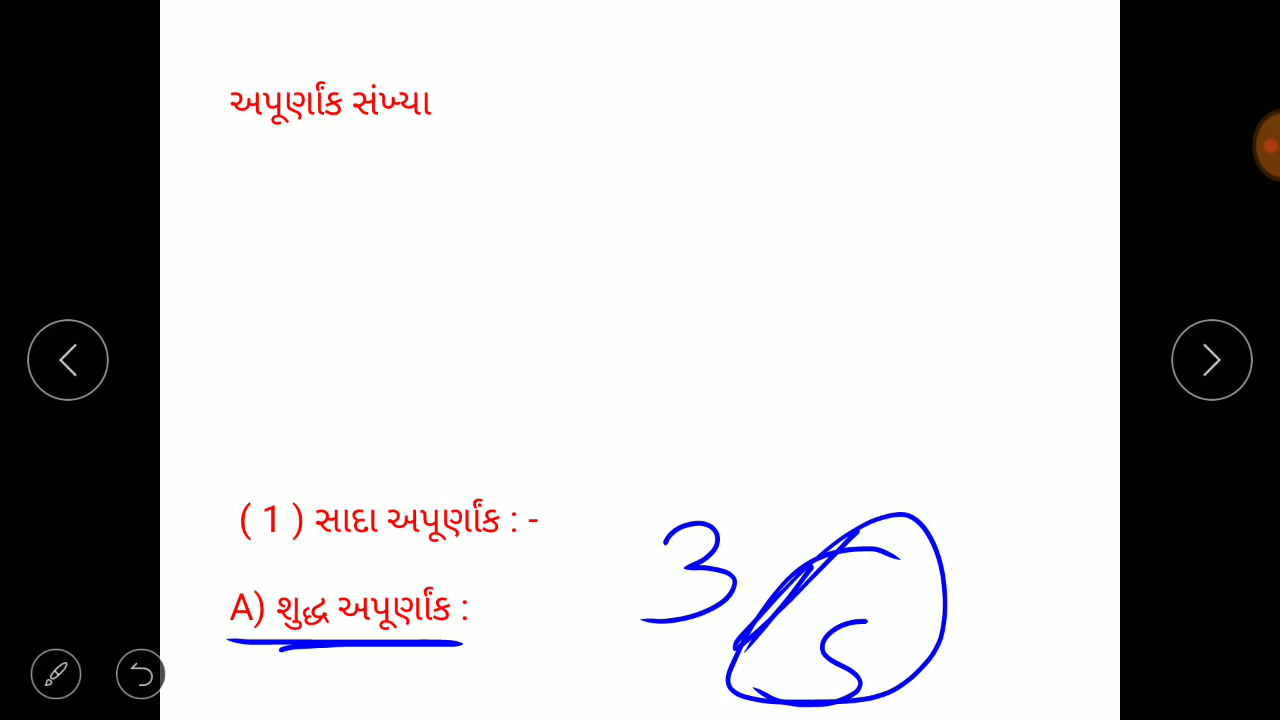 અપૂર્ણાંક સંખ્યા
( 1 ) સાદા અપૂર્ણાંક : -
A) શુદ્ધ અપૂર્ણાંક :
3/5